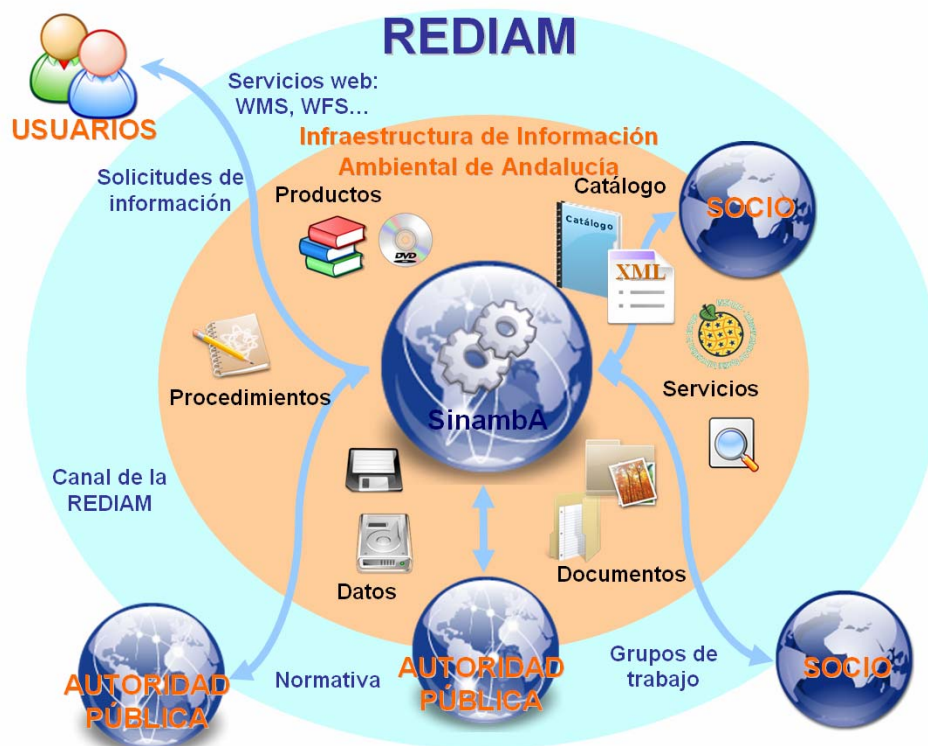 REDIAM
USUARIOS
Servicios web:
WMS, WFS...
Infraestructura de Información
Ambiental de Andalucía
Solicitudes de
información
Productos
DVD
Catálogo
Catálogo
XML
SOCIO
Procedimientos
SinambA
Servicios
Canal de la
REDIAM
Datos
Documentos
AUTORIDAD
PÚBLICA
Normativa
AUTORIDAD
PÚBLICA
Grupos de
trabajo
SOCIO